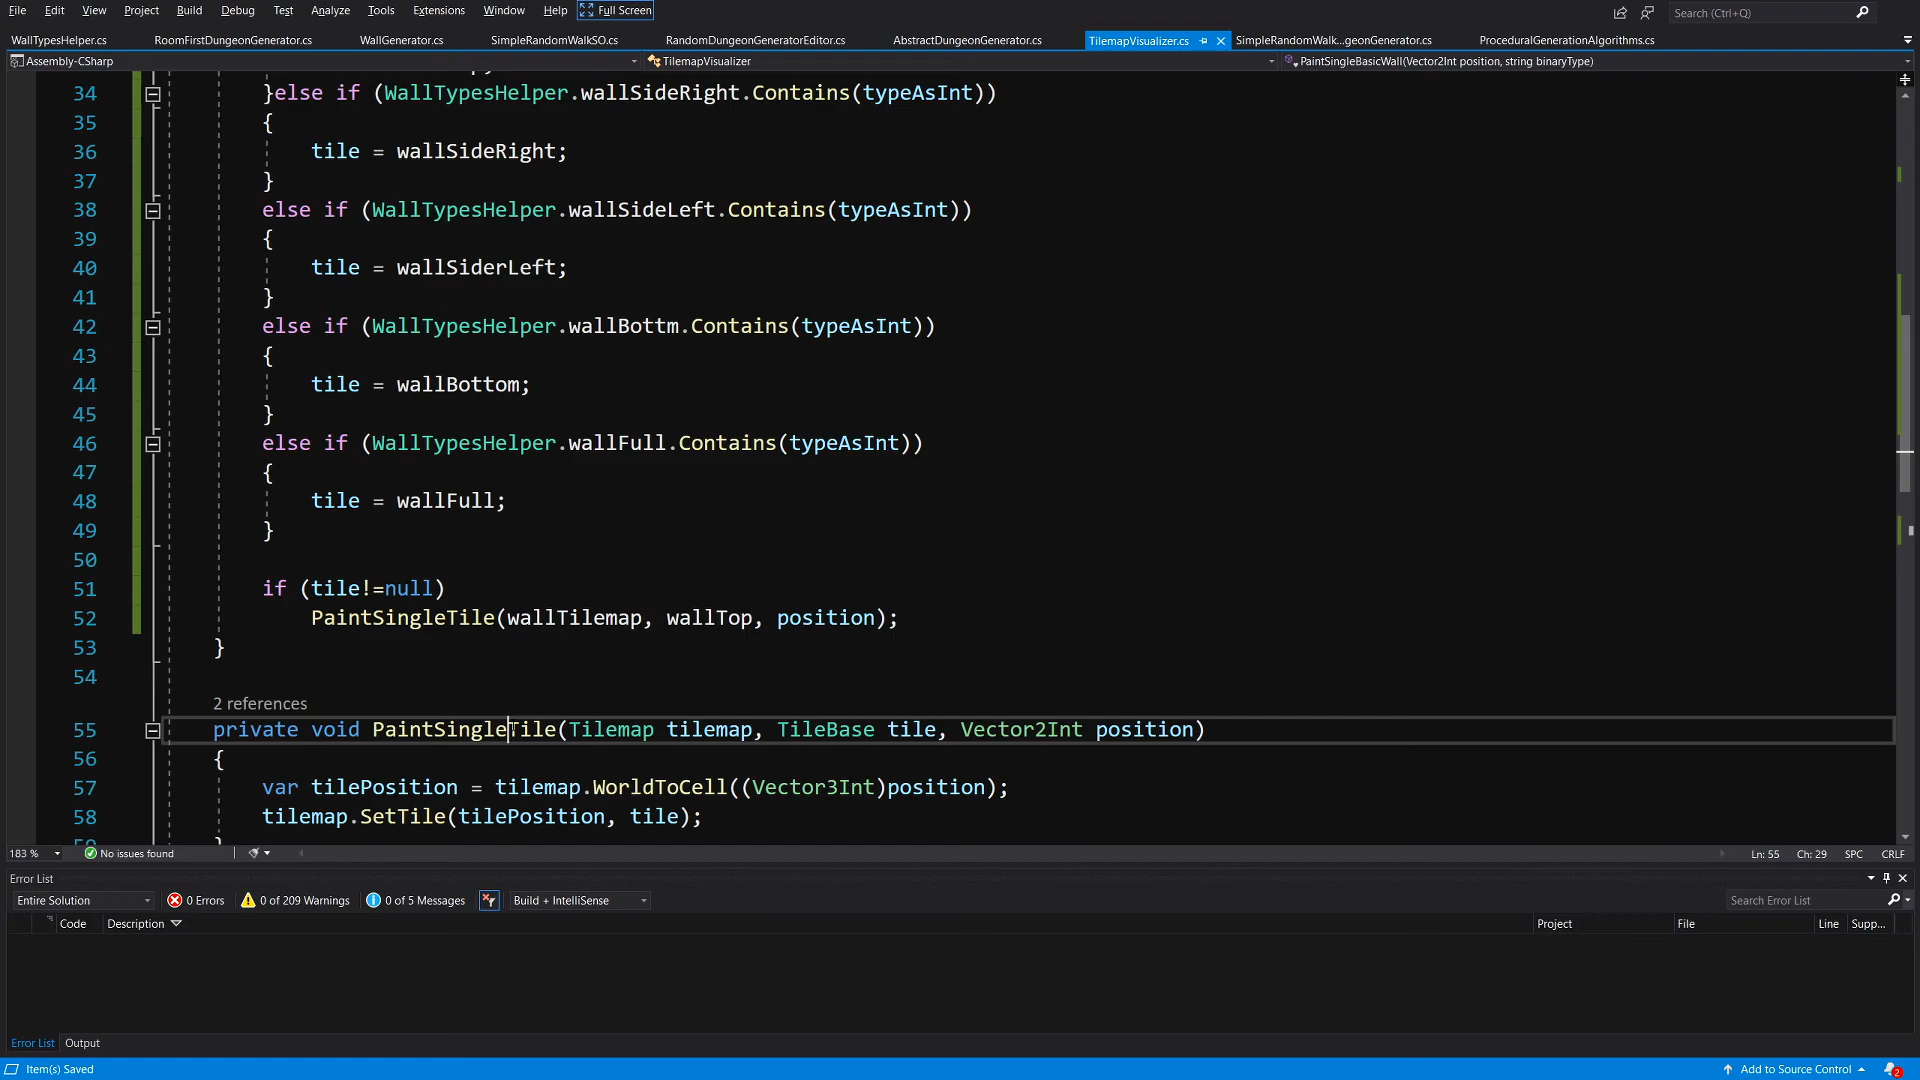 File Edit View Project Build Debug Test Analyze Tools Extensions Window Help Full Screen Search (Ctrl+Q)
WallTypesHelper.cs RoomFirstDungeonGenerator.cs WallGenerator.cs SimpleRandomWalkSO.cs RandomDungeonGeneratorEditor.cs AbstractDungeonGenerator.cs TilemapVisualizer.cs SimpleRandomWalk...geonGenerator.cs ProceduralGenerationAlgorithms.cs
Assembly-CSharp TilemapVisualizer PaintSingleBasicWall(Vector2Int position, string binaryType)
34 }else if (WallTypesHelper.wallSideRight.Contains(typeAsInt))
35 {
36 tile = wallSideRight;
37 }
38 else if (WallTypesHelper.wallSideLeft.Contains(typeAsInt))
39 {
40 tile = wallSiderLeft;
41 }
42 else if (WallTypesHelper.wallBottm.Contains(typeAsInt))
43 {
44 tile = wallBottom;
45 }
46 else if (WallTypesHelper.wallFull.Contains(typeAsInt))
47 {
48 tile = wallFull;
49 }
50
51 if (tile!=null)
52 PaintSingleTile(wallTilemap, wallTop, position);
53 }
54
2 references
55 private void PaintSingleTile(Tilemap tilemap, TileBase tile, Vector2Int position)
56 {
57 var tilePosition = tilemap.WorldToCell((Vector3Int)position);
58 tilemap.SetTile(tilePosition, tile);
183 % No issues found Ln: 55 Ch: 29 SPC CRLF
Error List
Entire Solution 0 Errors 0 of 209 Warnings 0 of 5 Messages Build + IntelliSense Search Error List
Code Description Project File Line Supp...
Error List Output
Item(s) Saved Add to Source Control 2